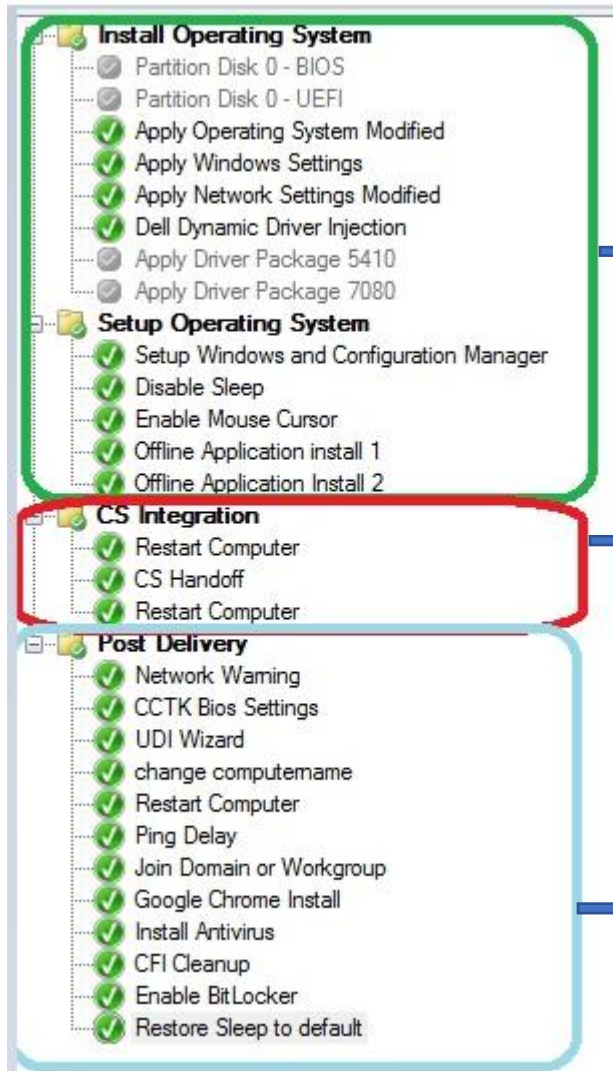 Install Operating System
Partition Disk 0 - BIOS
Partition Disk 0 - UEFI
Apply Operating System Modified
Apply Windows Settings
Apply Network Settings Modified
Dell Dynamic Driver Injection
Apply Driver Package 5410
Apply Driver Package 7080
Setup Operating System
Setup Windows and Configuration Manager
Disable Sleep
Enable Mouse Cursor
Offline Application install 1
Offline Application Install 2
CS Integration
Restart Computer
CS Handoff
Restart Computer
Post Delivery
Network Warning
CCTK Bios Settings
UDI Wizard
change computername
Restart Computer
Ping Delay
Join Domain or Workgroup
Google Chrome Install
Install Antivirus
CFI Cleanup
Enable BitLocker
Restore Sleep to default